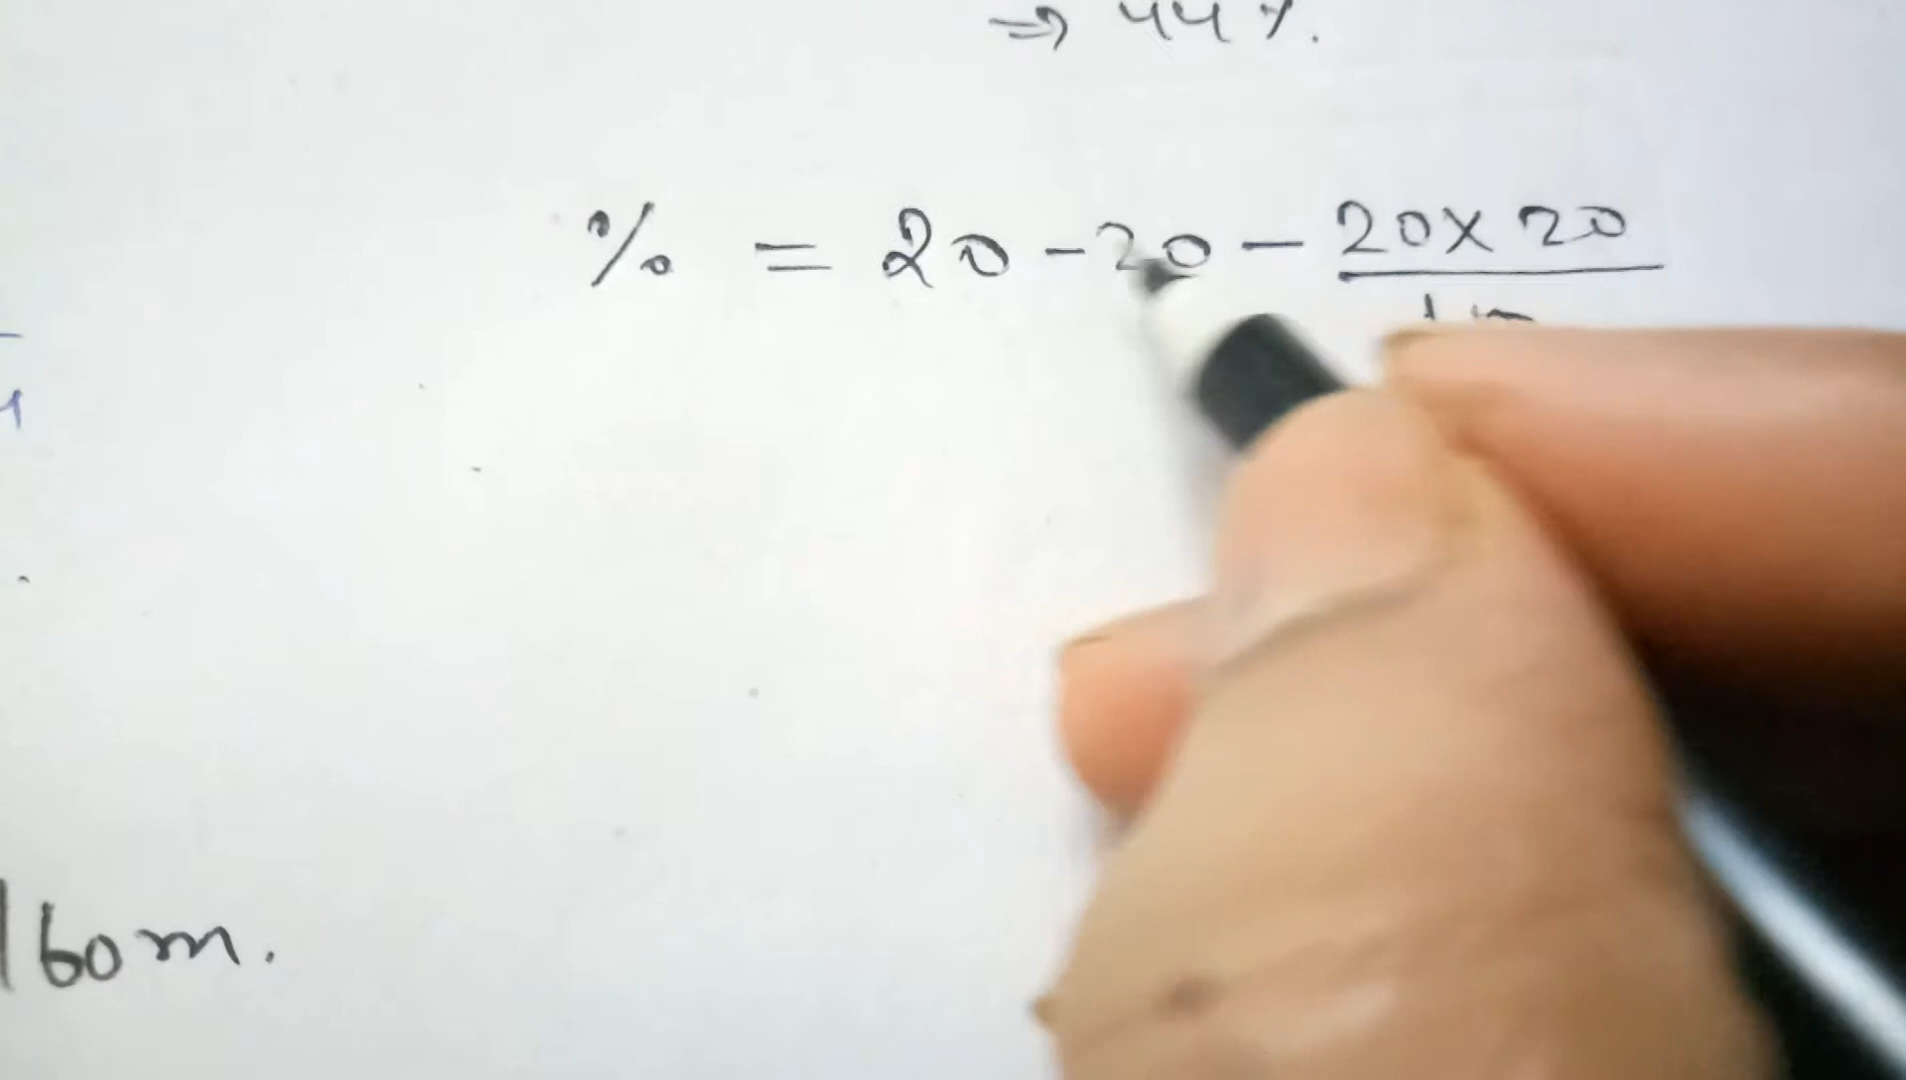 ⇒ 44%.
% = 20 - 20 - 20 × 20
160m.